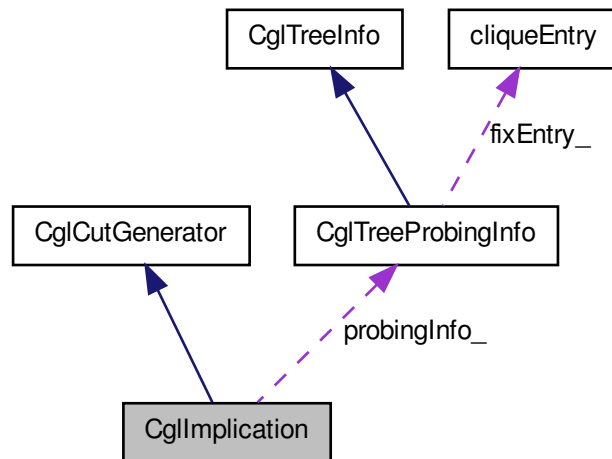 CglTreeInfo
cliqueEntry
fixEntry_
CglCutGenerator
CglTreeProbingInfo
probingInfo_
CglImplication